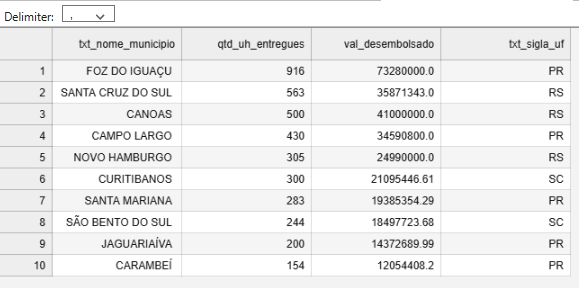 Delimiter: ,
txt_nome_municipio qtd_uh_entregues val_desembolsado txt_sigla_uf
1 FOZ DO IGUAÇU 916 73280000.0 PR
2 SANTA CRUZ DO SUL 563 35871343.0 RS
3 CANOAS 500 41000000.0 RS
4 CAMPO LARGO 430 34590800.0 PR
5 NOVO HAMBURGO 305 24990000.0 RS
6 CURITIBANOS 300 21095446.61 SC
7 SANTA MARIANA 283 19385354.29 PR
8 SÃO BENTO DO SUL 244 18497723.68 SC
9 JAGUARIAÍVA 200 14372689.99 PR
10 CARAMBEÍ 154 12054408.2 PR